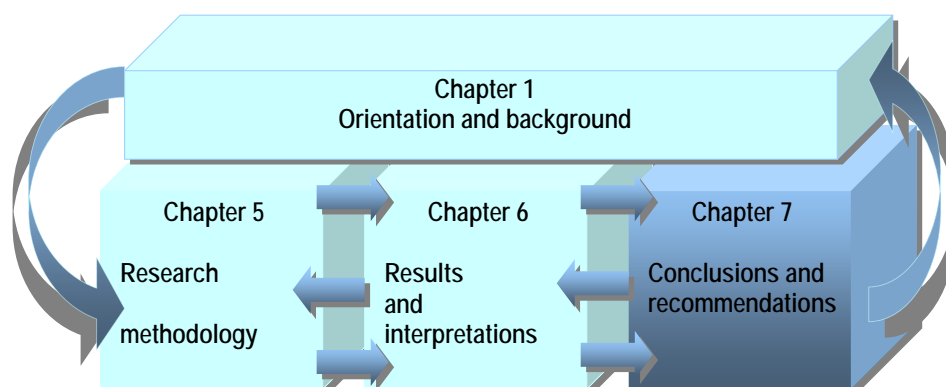 Chapter 1
Orientation and background
Chapter 5
Research
methodology
Chapter 6
Results
and
interpretations
Chapter 7
Conclusions and
recommendations